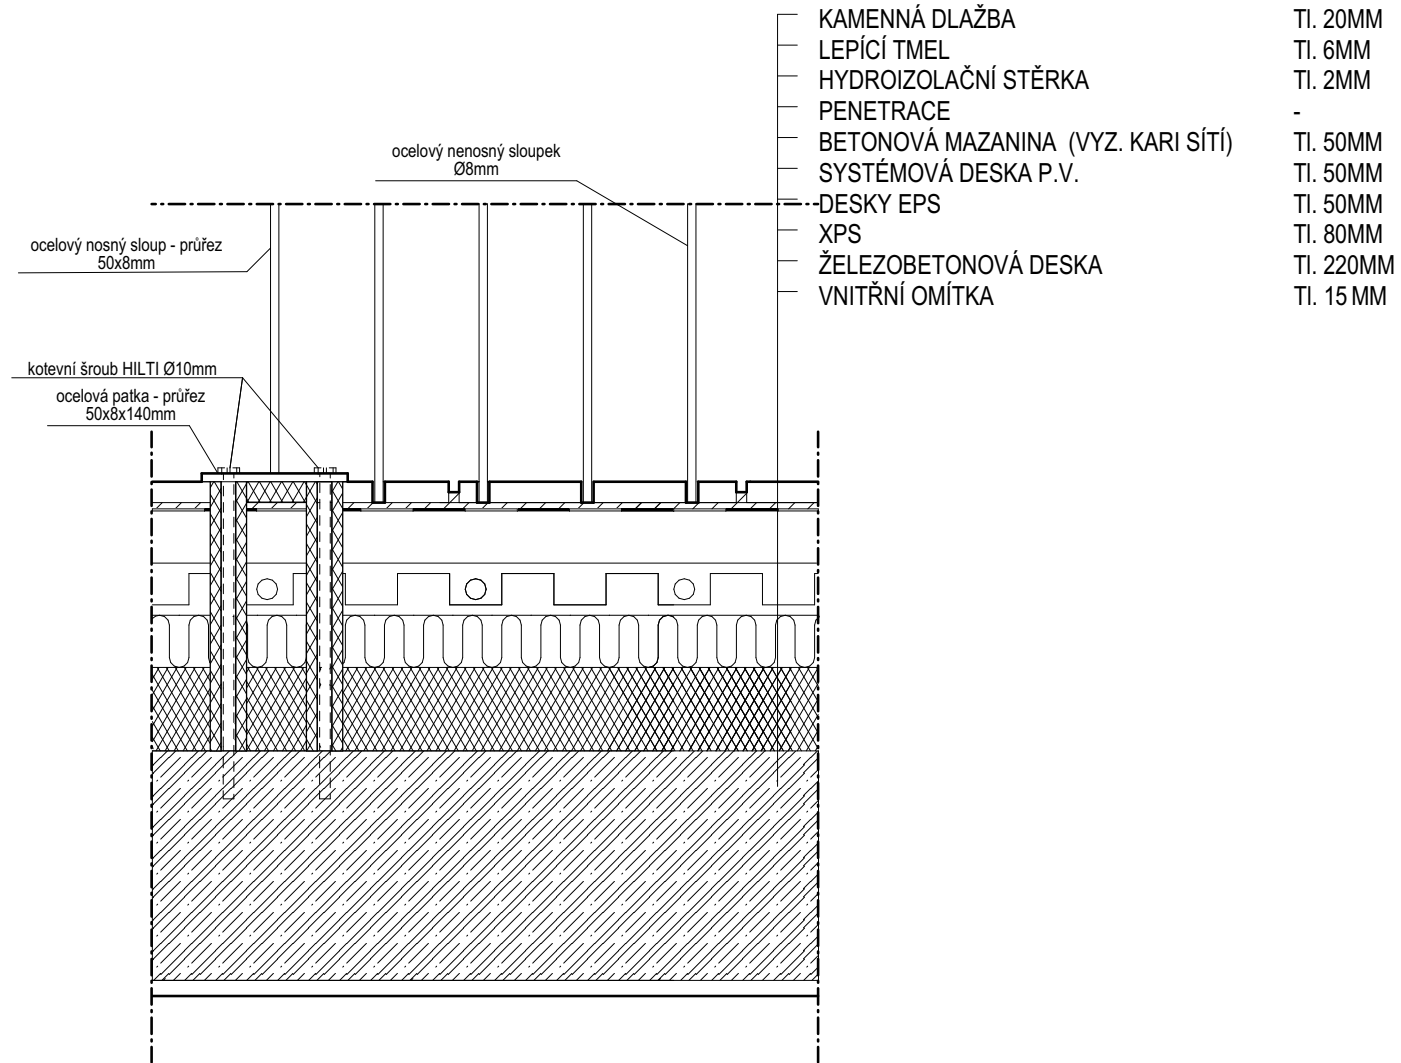 KAMENNÁ DLAŽBA Tl. 20MM
LEPÍCÍ TMEL Tl. 6MM
HYDROIZOLAČNÍ STĚRKA Tl. 2MM
PENETRACE -
BETONOVÁ MAZANINA (VYZ. KARI SÍTÍ) Tl. 50MM
SYSTÉMOVÁ DESKA P.V. Tl. 50MM
DESKY EPS Tl. 50MM
XPS Tl. 80MM
ŽELEZOBETONOVÁ DESKA Tl. 220MM
VNITŘNÍ OMÍTKA Tl. 15 MM
ocelový nenosný sloupek
Ø8mm
ocelový nosný sloup - průřez
50x8mm
kotevní šroub HILTI Ø10mm
ocelová patka - průřez
50x8x140mm